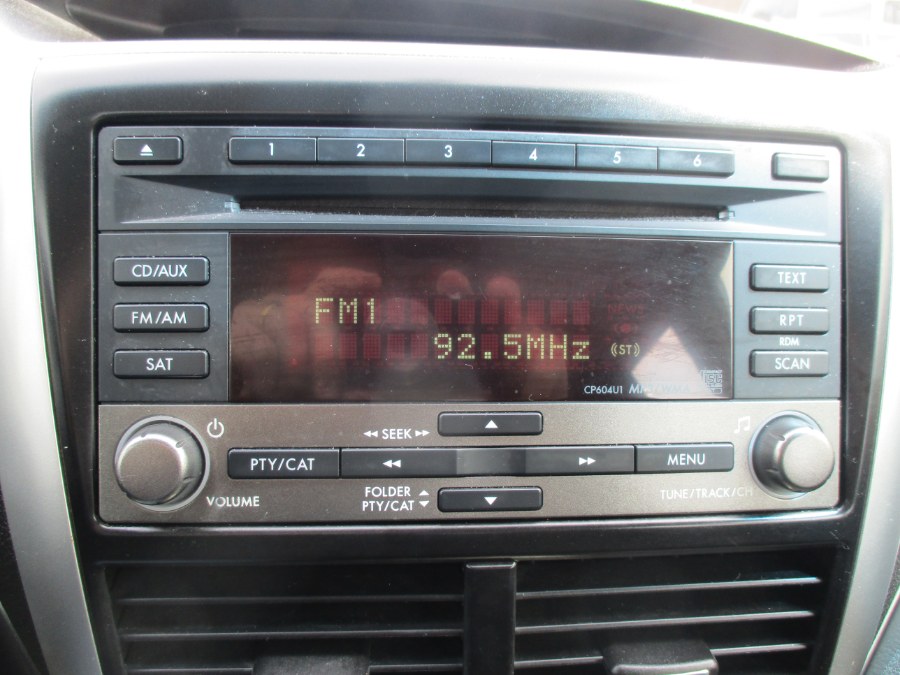 1 2 3 4 5 6
CD/AUX
TEXT
FM/AM
FM1
RPT
92.5MHz (ST)
RDM
SAT
SCAN
CP604U1
SEEK
PTY/CAT
MENU
VOLUME
FOLDER
PTY/CAT
TUNE/TRACK/CH